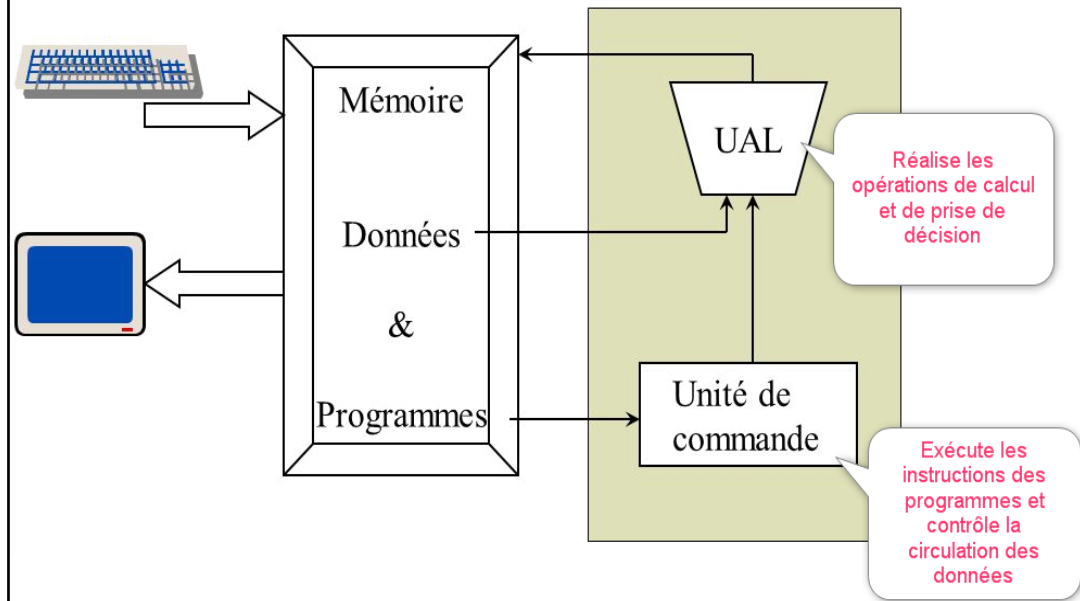 Mémoire
Données
&
Programmes
UAL
Réalise les
opérations de calcul
et de prise de
décision
Unité de
commande
Exécute les
instructions des
programmes et
contrôle la
circulation des
données